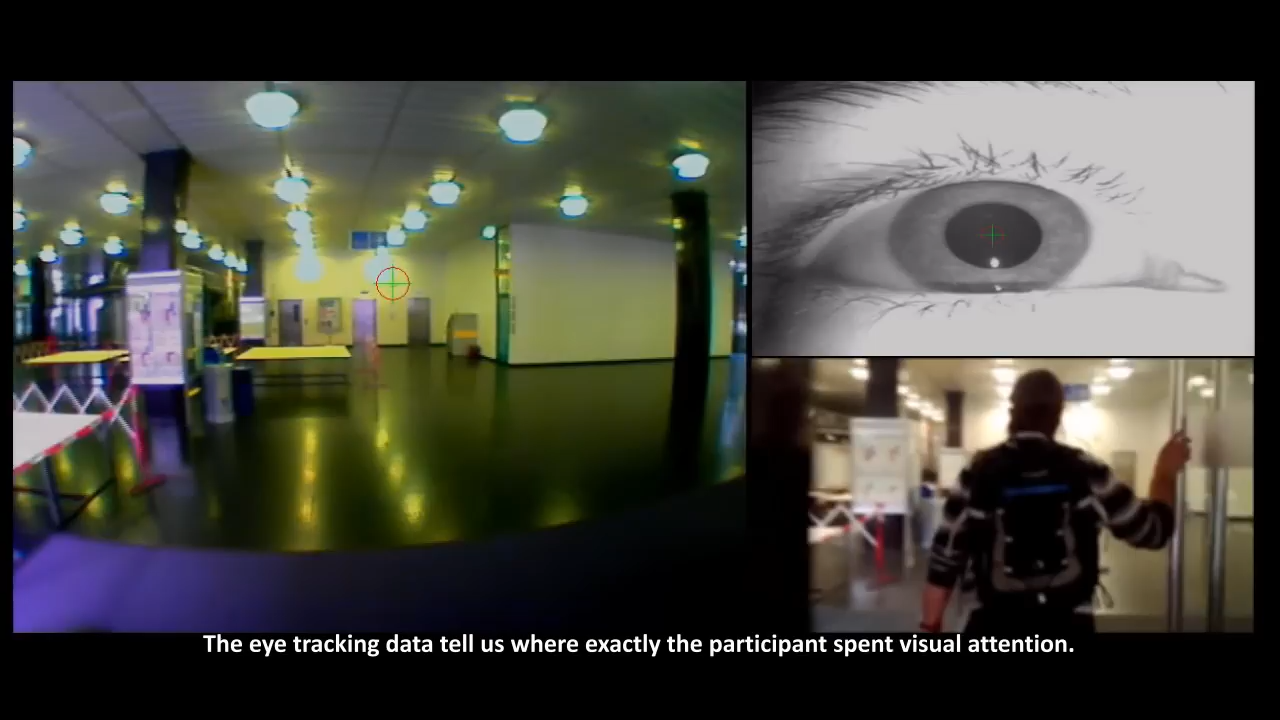 The eye tracking data tell us where exactly the participant spent visual attention.